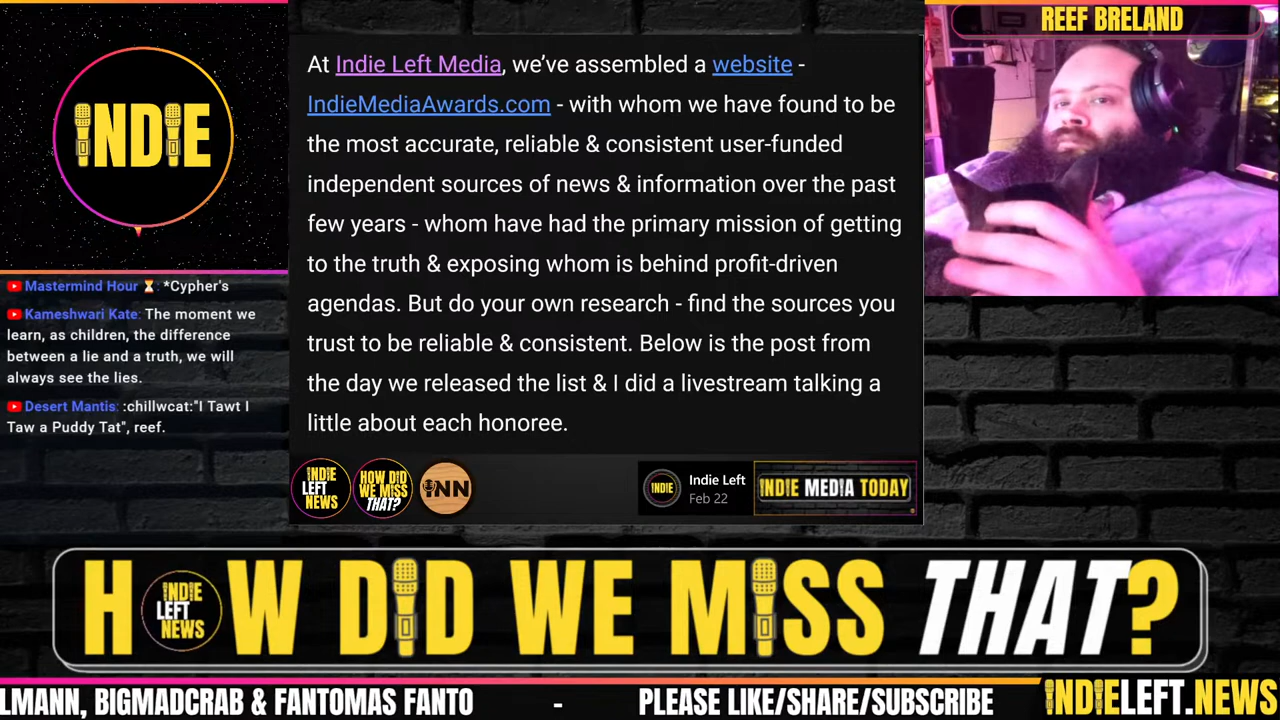 INDIE
REEF BRELAND
At Indie Left Media, we’ve assembled a website -
IndieMediaAwards.com - with whom we have found to be
the most accurate, reliable & consistent user-funded
independent sources of news & information over the past
few years - whom have had the primary mission of getting
to the truth & exposing whom is behind profit-driven
agendas. But do your own research - find the sources you
trust to be reliable & consistent. Below is the post from
the day we released the list & I did a livestream talking a
little about each honoree.
Mastermind Hour ⏳: *Cypher's
Kameshwari Kate: The moment we
learn, as children, the difference
between a lie and a truth, we will
always see the lies.
Desert Mantis: :chillwcat:"I Tawt I
Taw a Puddy Tat", reef.
INDIE
LEFT
NEWS
HOW DID
WE MISS
THAT?
INN
INDIE
Indie Left
Feb 22
INDIE MEDIA TODAY
HOW DID WE MISS THAT?
INDIE
LEFT
NEWS
LMANN, BIGMADCRAB & FANTOMAS FANTO - PLEASE LIKE/SHARE/SUBSCRIBE
INDIELEFT.NEWS